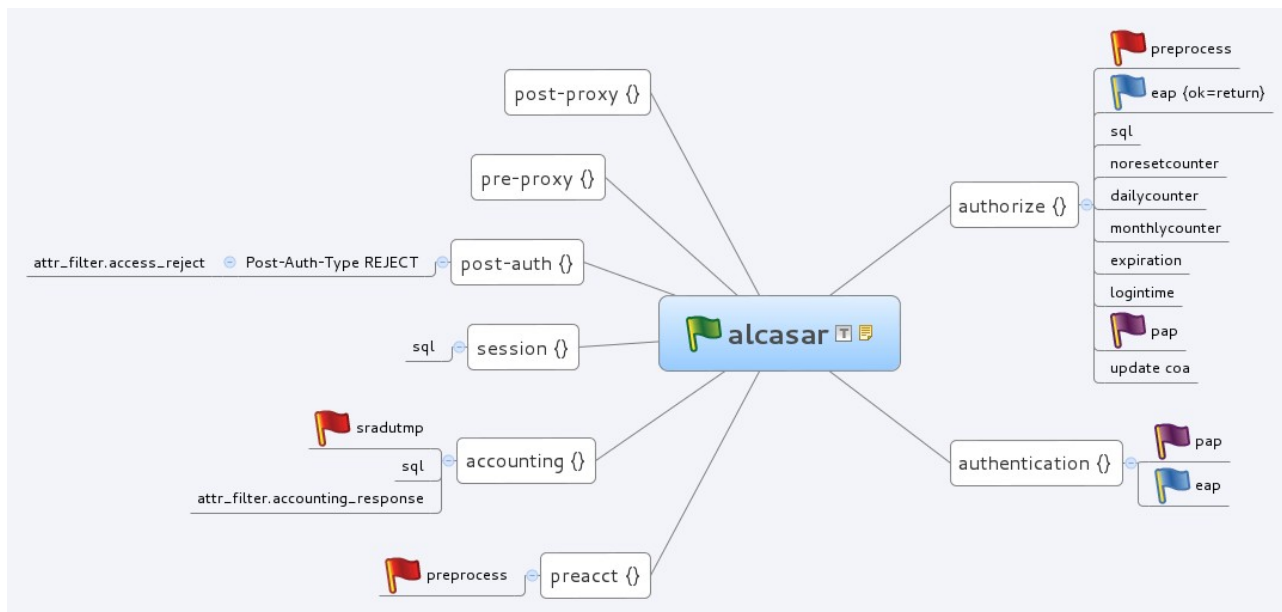 post-proxy {}
pre-proxy {}
attr_filter.access_reject
Post-Auth-Type REJECT
post-auth {}
sql
session {}
sradutmp
sql
attr_filter.accounting_response
accounting {}
preprocess
preacct {}
alcasar
T
authorize {}
preprocess
eap {ok=return}
sql
noresetcounter
dailycounter
monthlycounter
expiration
logintime
pap
update coa
authentication {}
pap
eap